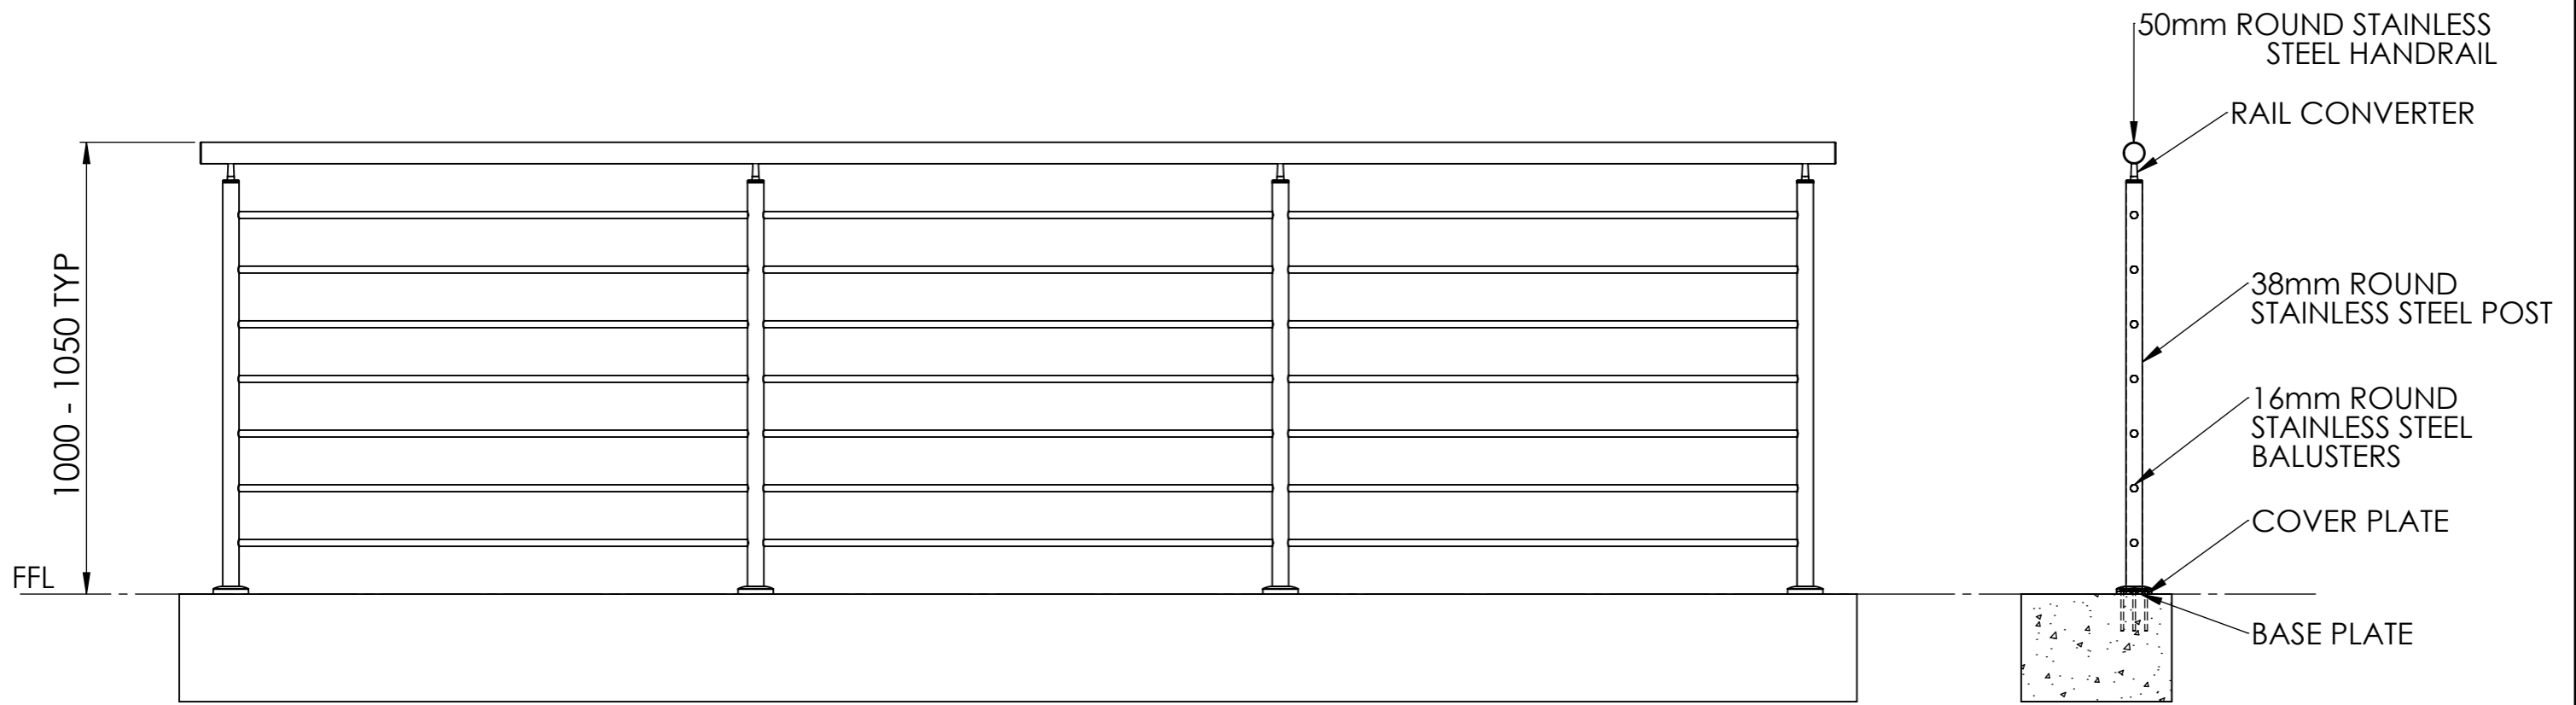 50mm ROUND STAINLESS
STEEL HANDRAIL
RAIL CONVERTER
1000 - 1050 TYP
38mm ROUND
STAINLESS STEEL POST
16mm ROUND
STAINLESS STEEL
BALUSTERS
COVER PLATE
FFL
BASE PLATE